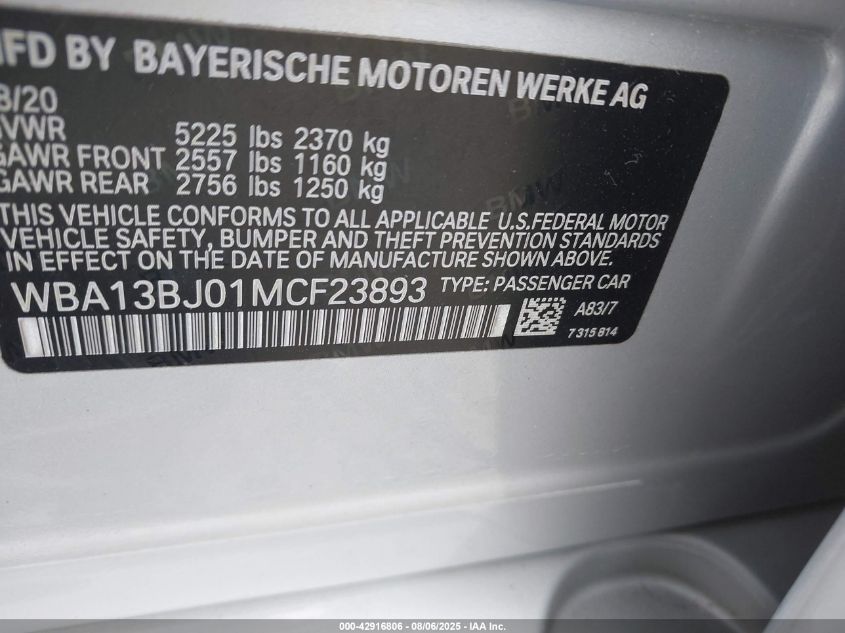 MFD BY BAYERISCHE MOTOREN WERKE AG
8/20
GVWR 5225 lbs 2370 kg
GAWR FRONT 2557 lbs 1160 kg
GAWR REAR 2756 lbs 1250 kg
THIS VEHICLE CONFORMS TO ALL APPLICABLE U.S.FEDERAL MOTOR
VEHICLE SAFETY, BUMPER AND THEFT PREVENTION STANDARDS
IN EFFECT ON THE DATE OF MANUFACTURE SHOWN ABOVE.
WBA13BJ01MCF23893 TYPE: PASSENGER CAR
A83/7
7315814
000-42916806 - 08/06/2025 - IAA Inc.